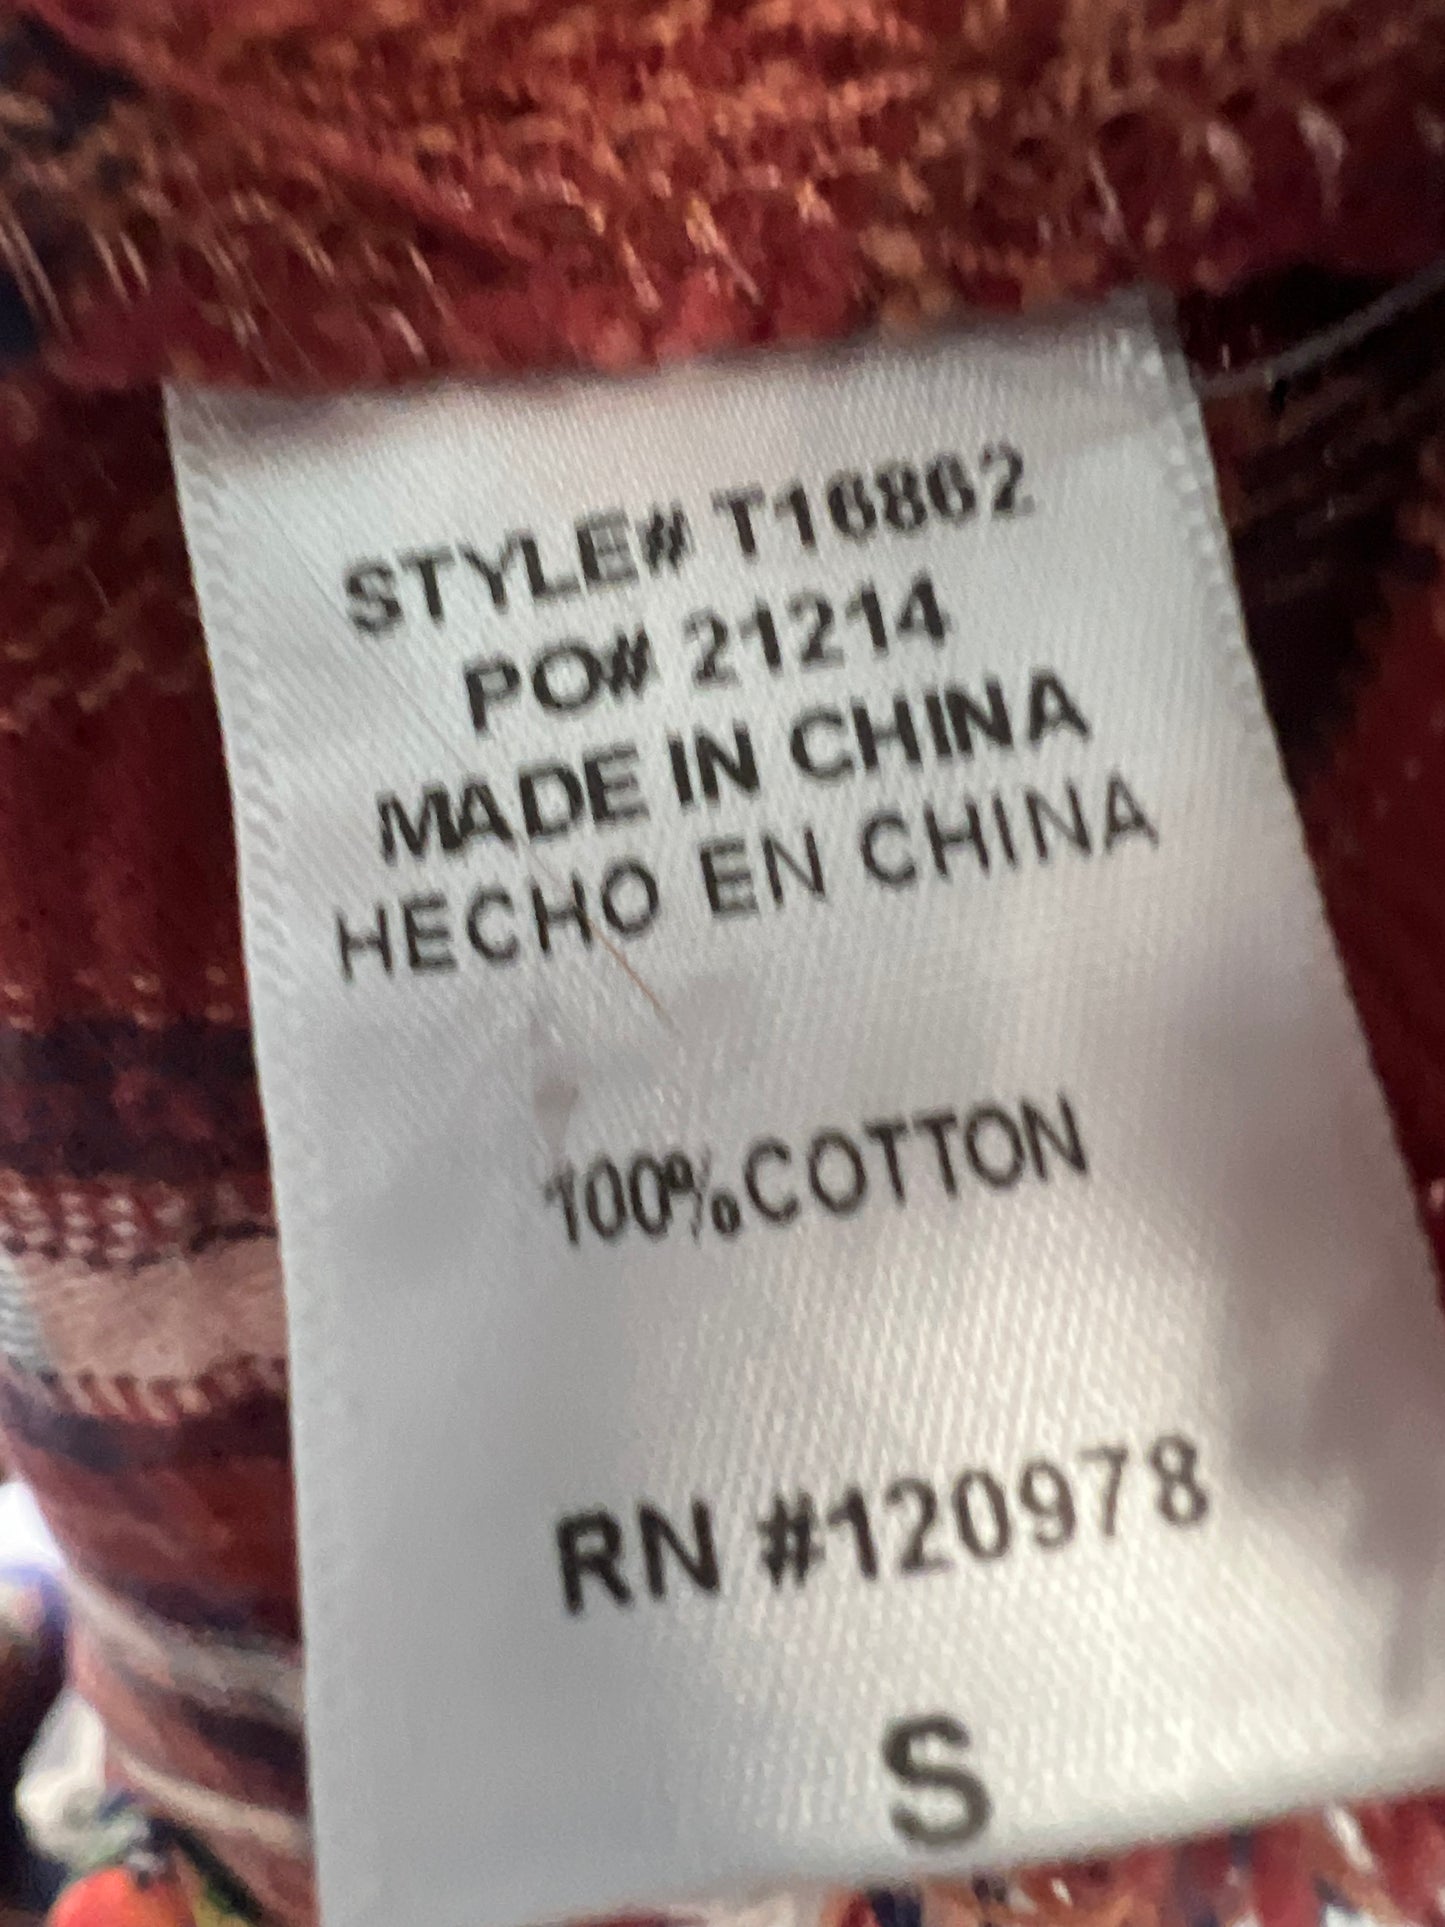 STYLE# T16862
PO# 21214
MADE IN CHINA
HECHO EN CHINA
100%COTTON
RN #120978
S